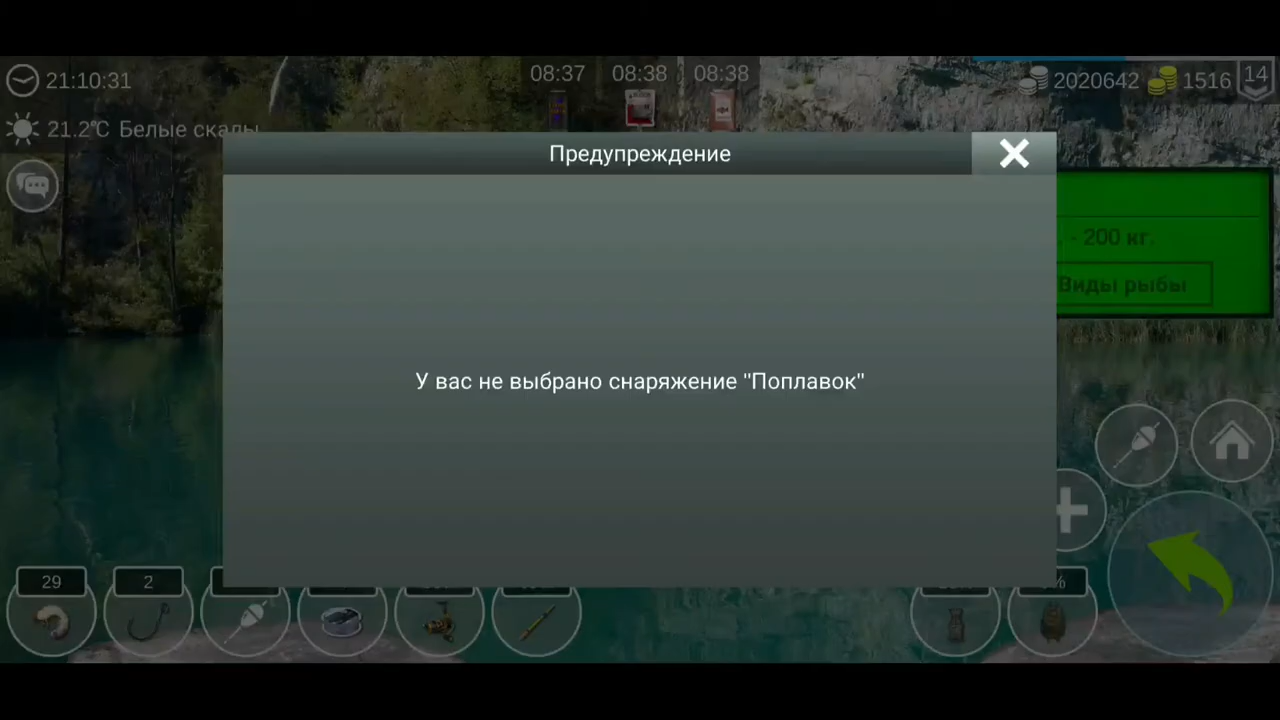 21:10:31
08:37
08:38
08:38
2020642
1516
14
21.2℃ Белые скалы
Предупреждение
- 200 кг.
Виды рыбы
У вас не выбрано снаряжение "Поплавок"
29
2
%